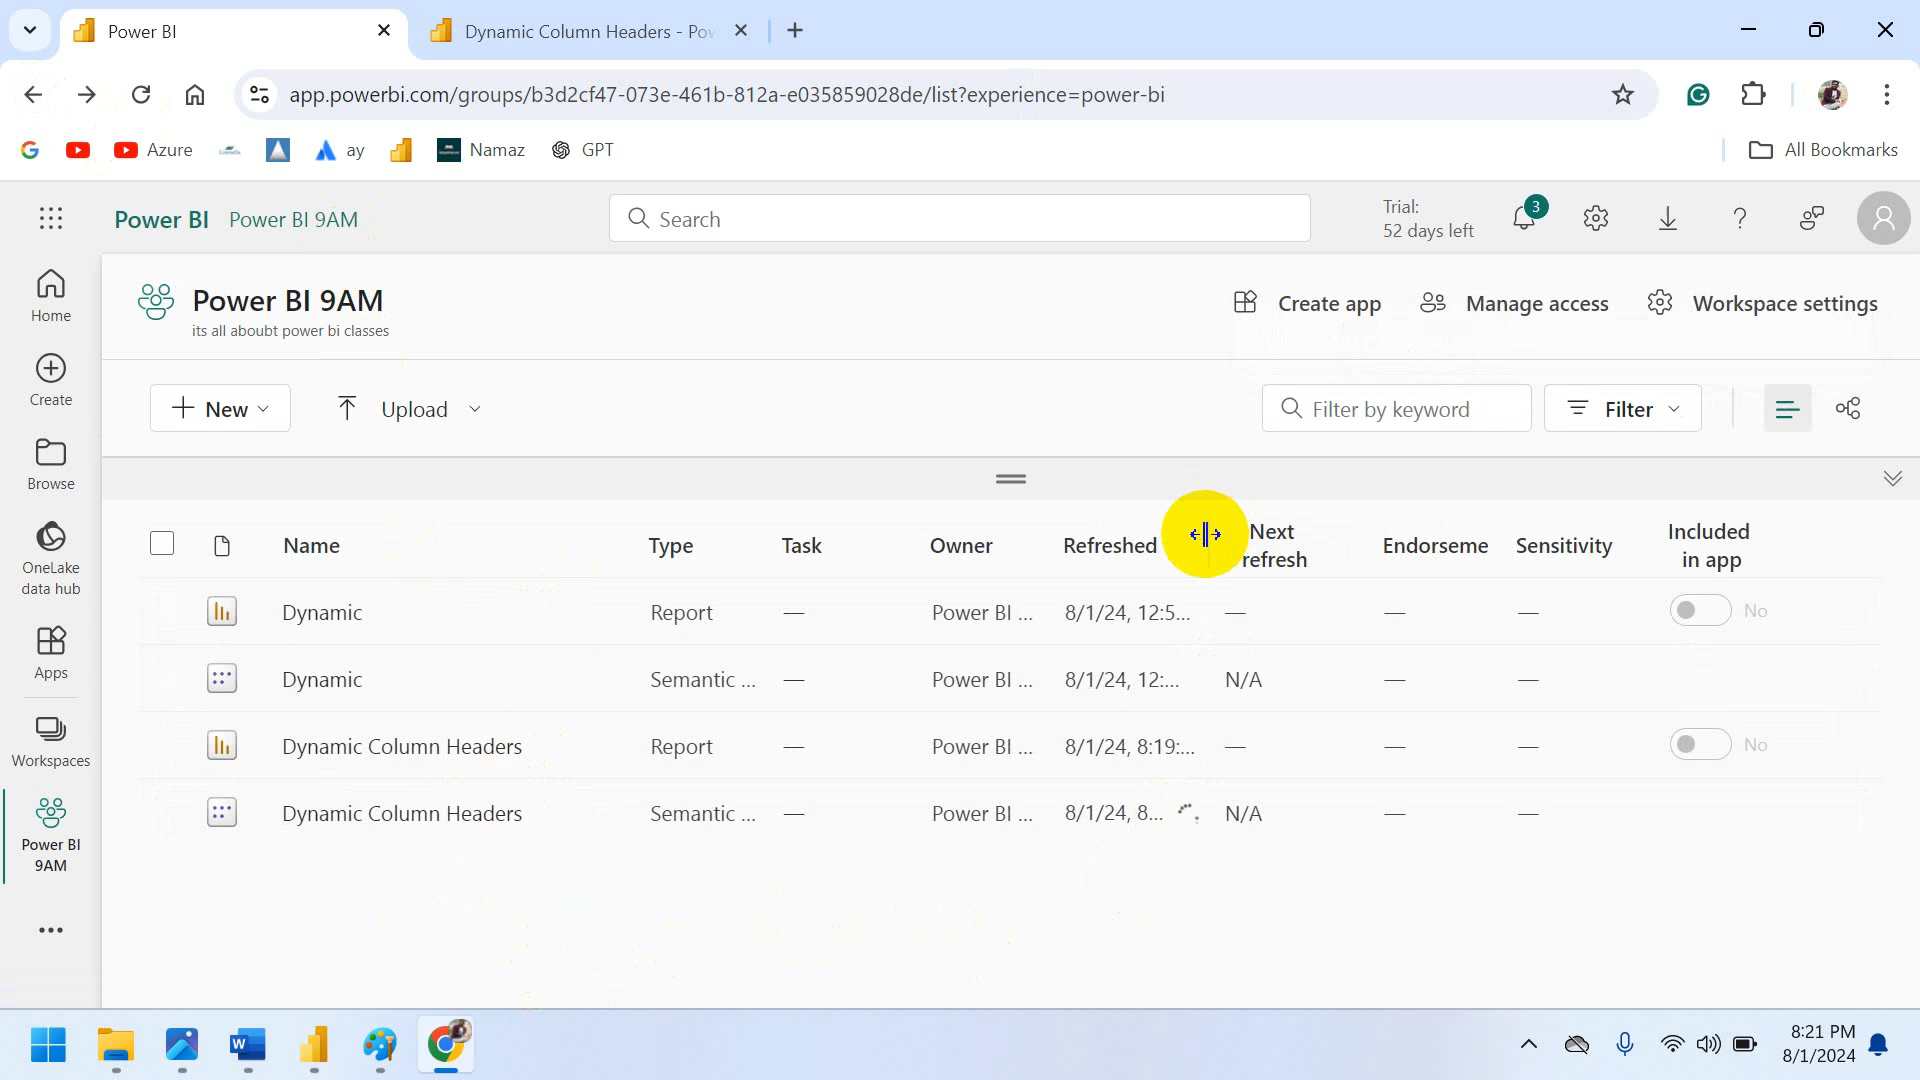 Power BI
Dynamic Column Headers - Pow
app.powerbi.com/groups/b3d2cf47-073e-461b-812a-e035859028de/list?experience=power-bi
Azure
ay
Namaz
GPT
All Bookmarks
Power BI Power BI 9AM
Search
Trial:
52 days left
3
Home
Create
Browse
OneLake
data hub
Apps
Workspaces
Power BI
9AM
Power BI 9AM
its all aboubt power bi classes
Create app
Manage access
Workspace settings
New
Upload
Filter by keyword
Filter
Name Type Task Owner Refreshed Next refresh Endorseme Sensitivity Included in app
Dynamic Report — Power BI ... 8/1/24, 12:5... — — — No
Dynamic Semantic ... — Power BI ... 8/1/24, 12:... N/A — —
Dynamic Column Headers Report — Power BI ... 8/1/24, 8:19:... — — — No
Dynamic Column Headers Semantic ... — Power BI ... 8/1/24, 8... N/A — —
8:21 PM
8/1/2024